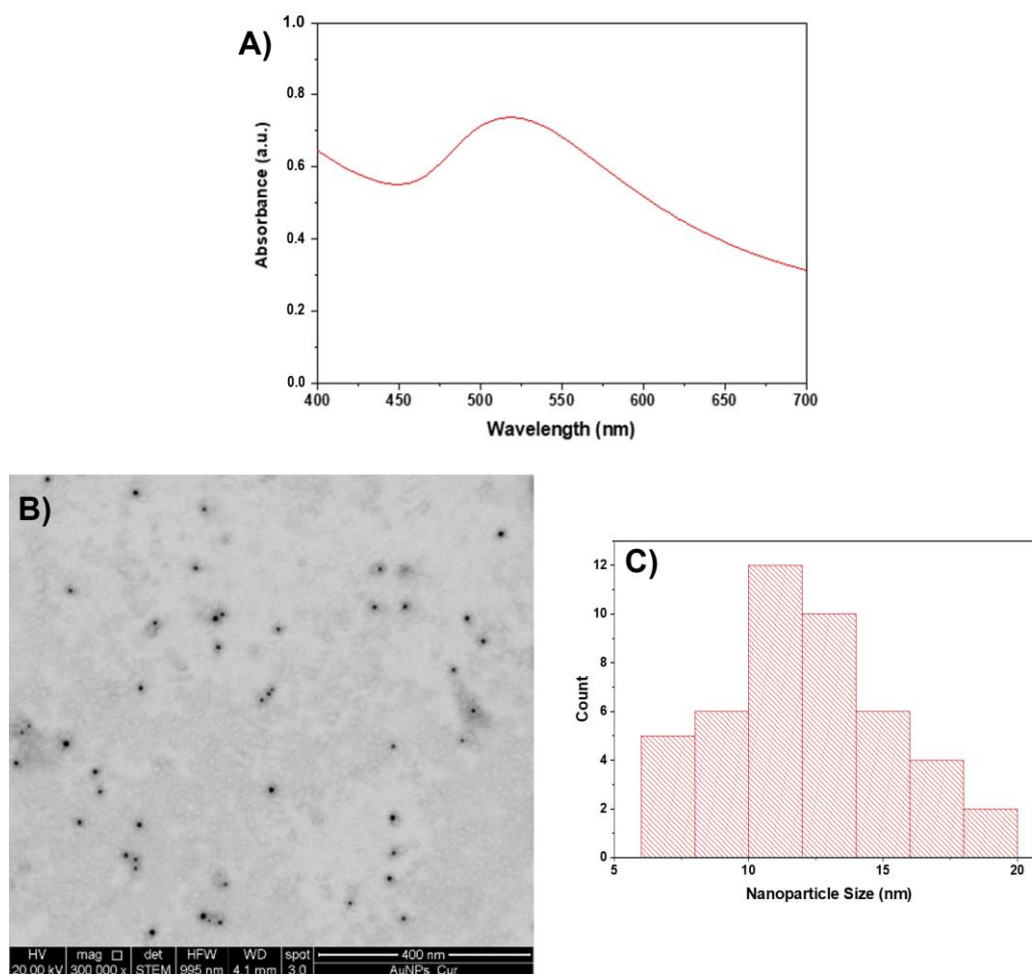 A)
1.0
0.8
0.6
0.4
0.2
0.0
Absorbance (a.u.)
400 450 500 550 600 650 700
Wavelength (nm)
B)
HV mag □ det HFW WD spot 400 nm
20.00 kV 300 000 x STEM 995 nm 4.1 mm 3.0 AuNPs_Cur
C)
12
10
8
6
4
2
0
Count
5 10 15 20
Nanoparticle Size (nm)